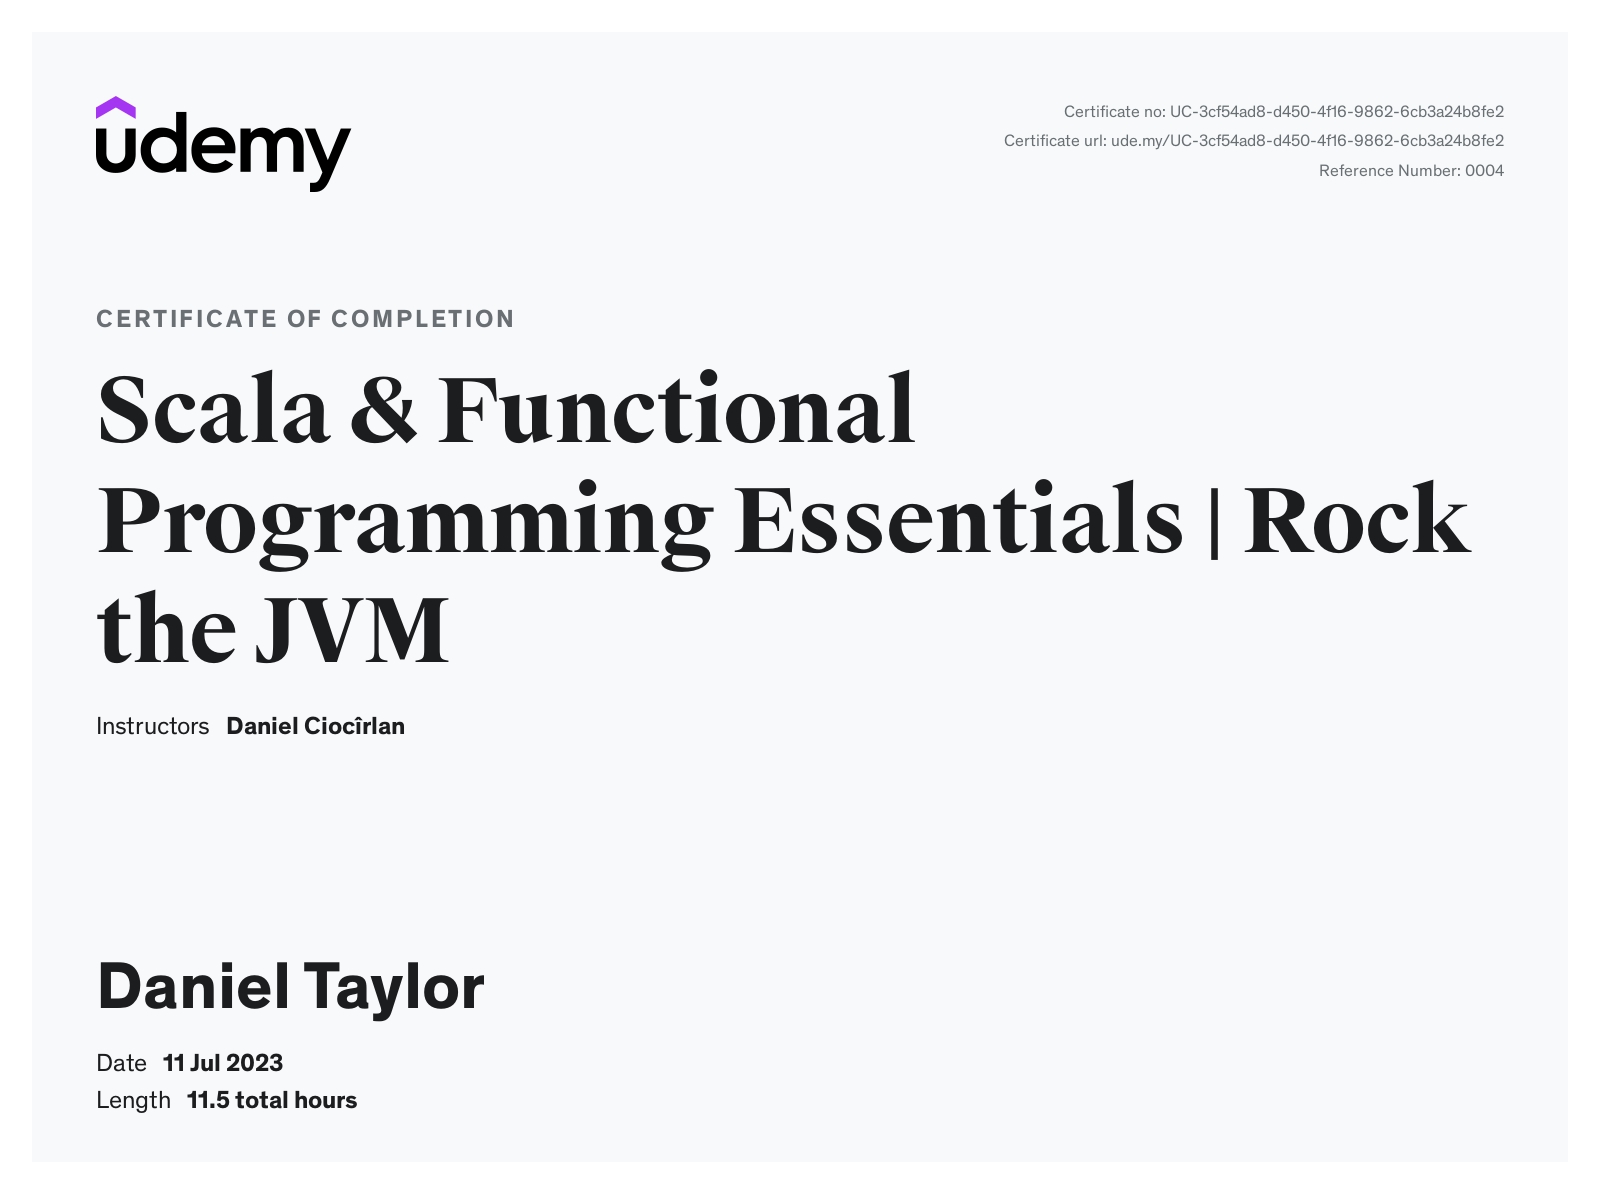 udemy
Certificate no: UC-3cf54ad8-d450-4f16-9862-6cb3a24b8fe2
Certificate url: ude.my/UC-3cf54ad8-d450-4f16-9862-6cb3a24b8fe2
Reference Number: 0004
CERTIFICATE OF COMPLETION
Scala & Functional
Programming Essentials | Rock
the JVM
Instructors Daniel Ciocîrlan
Daniel Taylor
Date 11 Jul 2023
Length 11.5 total hours